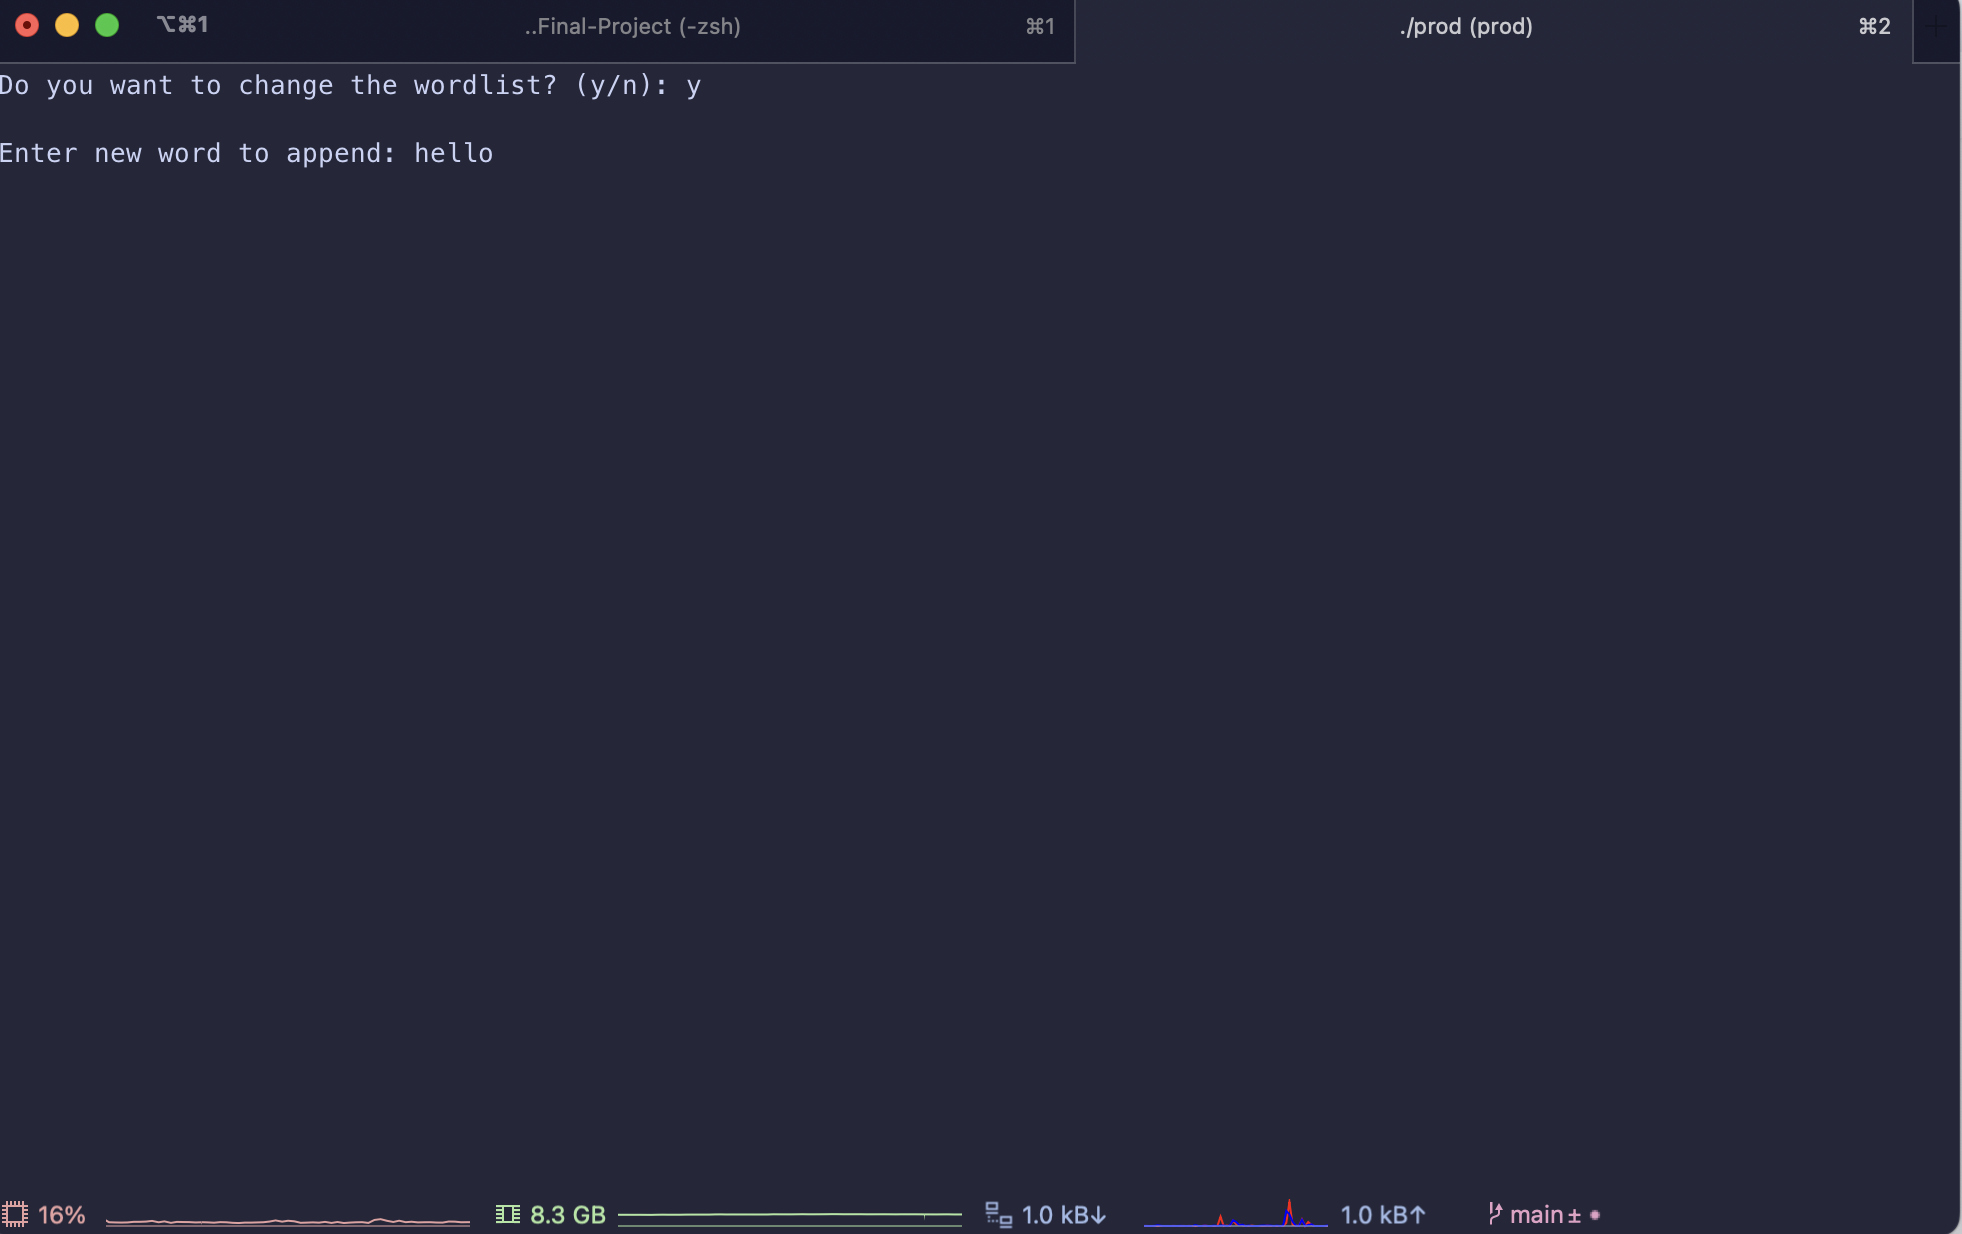 ⌥⌘1 ..Final-Project (-zsh) ⌘1 ./prod (prod) ⌘2 +
Do you want to change the wordlist? (y/n): y
Enter new word to append: hello
16% 8.3 GB 1.0 kB↓ 1.0 kB↑ main ± •